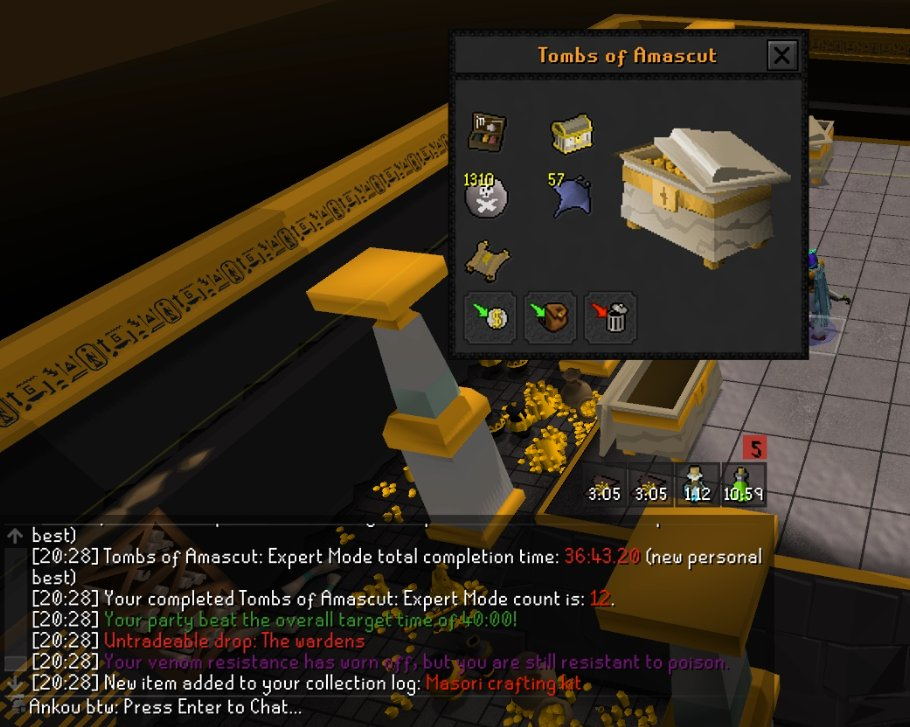 Tombs of Amascut
1310
57
5
3:05 3:05 1:12 10:59
best)
[20:28] Tombs of Amascut: Expert Mode total completion time: 36:43.20 (new personal
best)
[20:28] Your completed Tombs of Amascut: Expert Mode count is: 12.
[20:28] Your party beat the overall target time of 40:00!
[20:28] Untradeable drop: The wardens
[20:28] Your venom resistance has worn off, but you are still resistant to poison.
[20:28] New item added to your collection log: Masori crafting kit
Ankou btw: Press Enter to Chat...